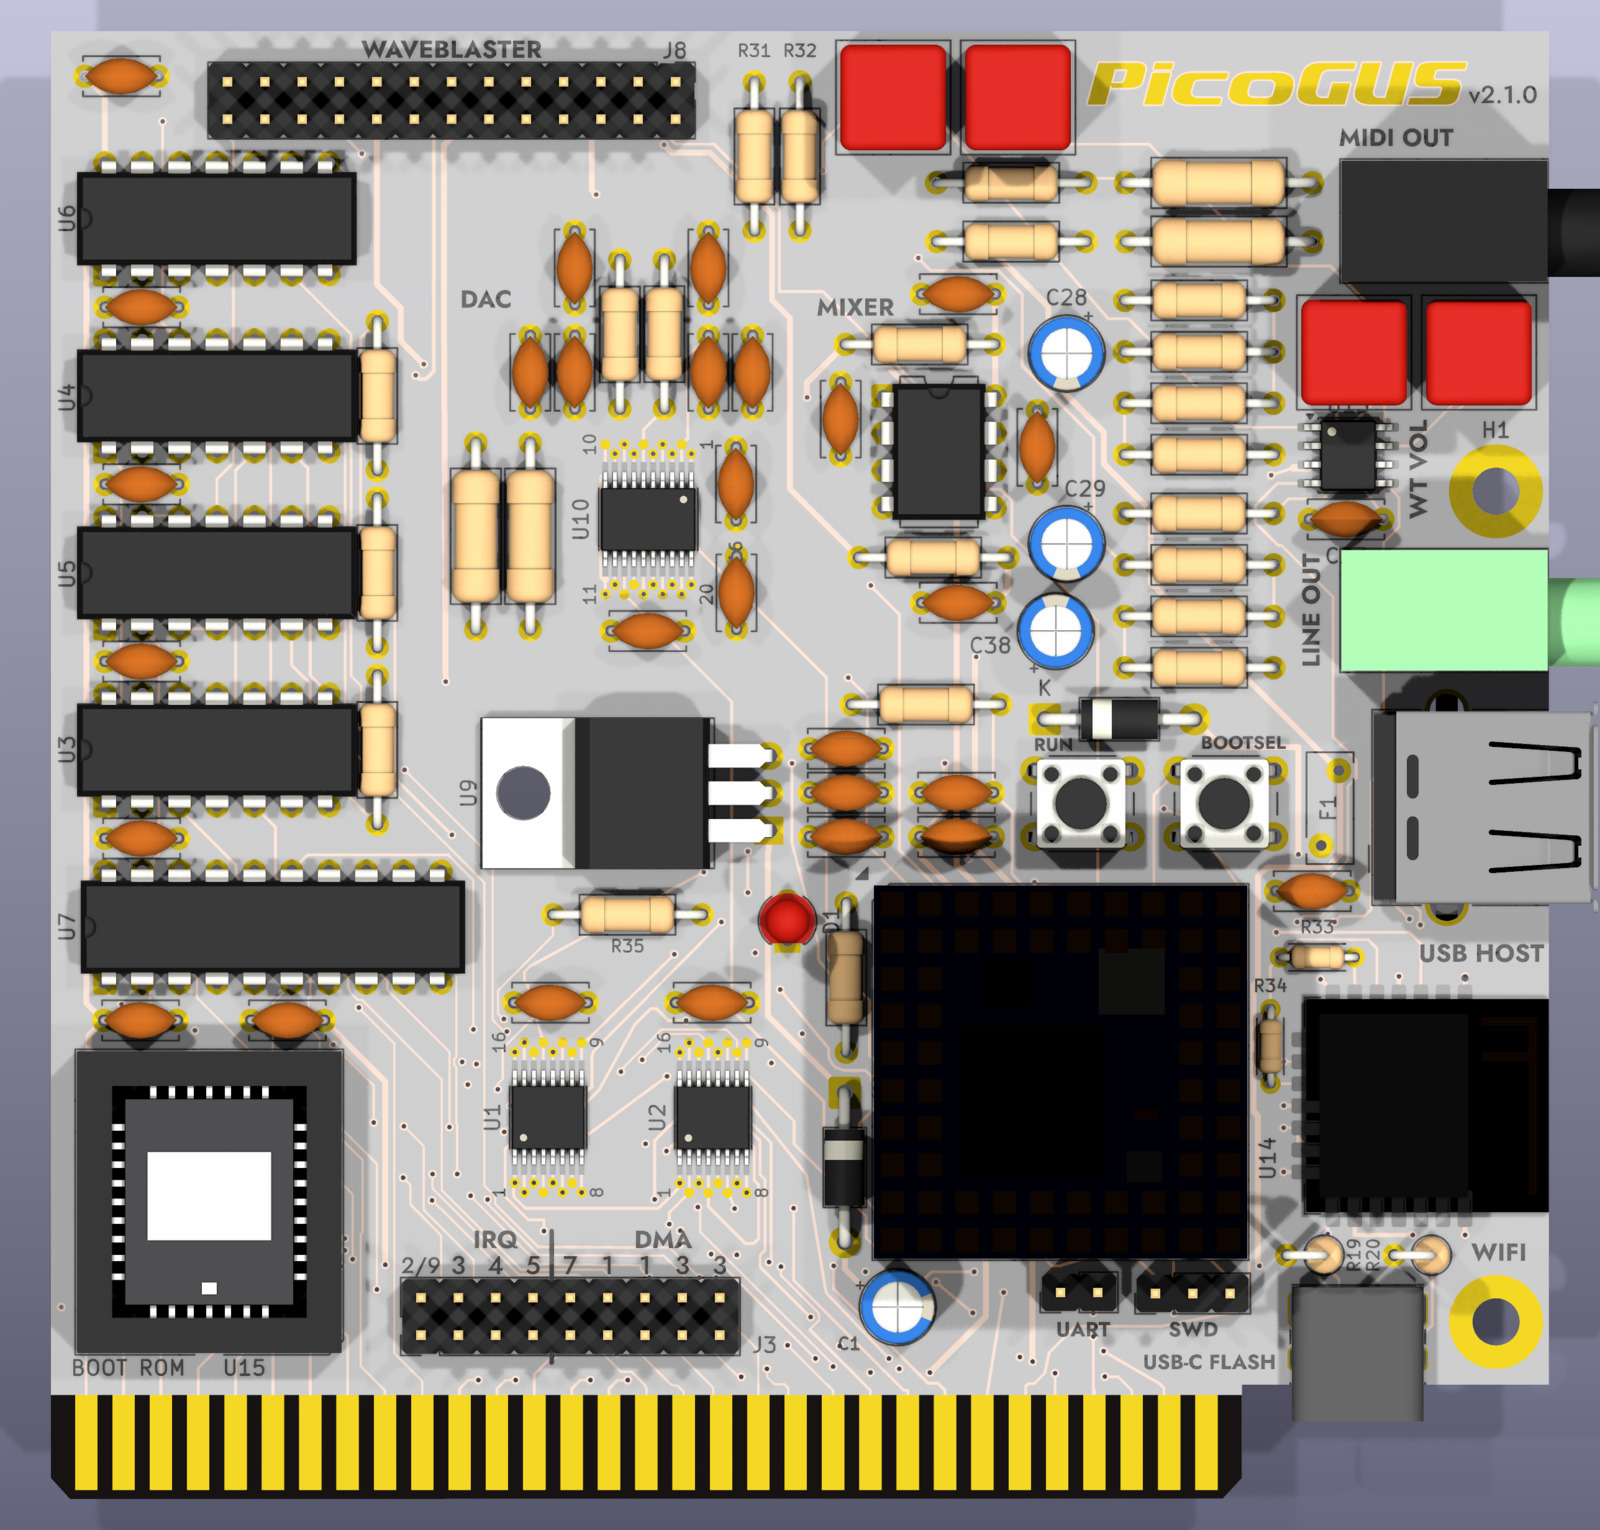 WAVEBLASTER
J8
R31
R32
PicoGUS
v2.1.0
MIDI OUT
U6
DAC
MIXER
C28
U4
H1
WT VOL
10
1
C29
U10
U5
11
20
LINE OUT
C38
K
U3
RUN
BOOTSEL
U9
F1
U7
R35
D1
R33
USB HOST
R34
16
9
16
9
U1
U2
U14
1
8
1
8
IRQ
DMA
2/9
3
4
5
7
1
1
3
3
R19
R20
WIFI
J3
C1
UART
SWD
BOOT ROM
U15
USB-C FLASH